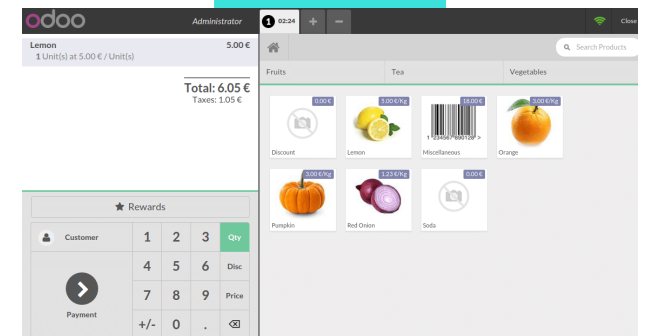 odoo
Administrator
1 02:24
Close
Lemon 5.00 €
1 Unit(s) at 5.00 € / Unit(s)
Total: 6.05 €
Taxes: 1.05 €
Search Products
Fruits
Tea
Vegetables
0.00 €
3.00 €/Kg
18.00 €
3.00 €/Kg
Discount
Lemon
Miscellaneous
Orange
3.00 €/Kg
1.23 €/Kg
0.00 €
Pumpkin
Red Onion
Soda
Rewards
Customer
1 2 3 Qty
4 5 6 Disc
7 8 9 Price
Payment
+/- 0 .